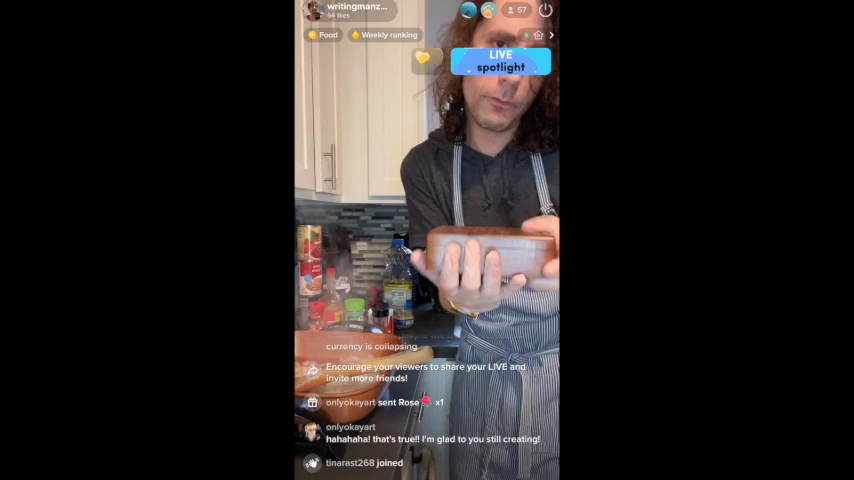 writingmanz...
64 likes
57
Food
Weekly ranking
LIVE
spotlight
currency is collapsing
Encourage your viewers to share your LIVE and
invite more friends!
onlyokayart sent Rose x1
onlyokayart
hahahaha! that's true!! I'm glad to you still creating!
tinarast268 joined